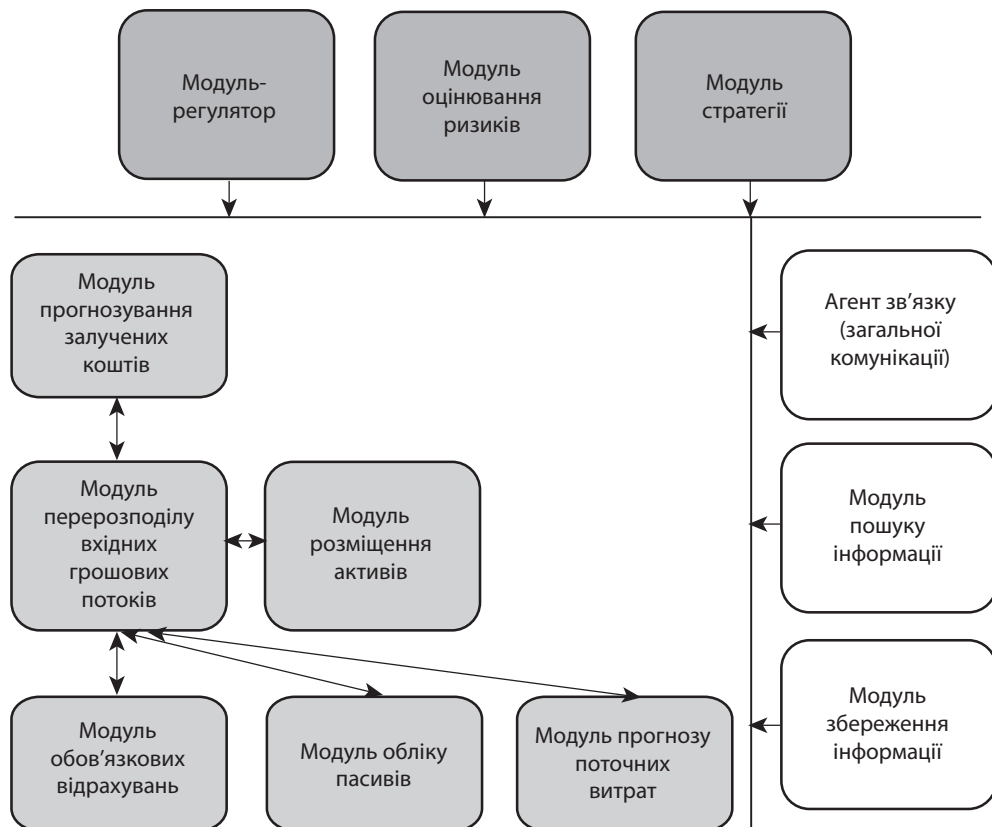 Модуль-
регулятор
Модуль
оцінювання
ризиків
Модуль
стратегії
Модуль
прогнозування
залучених
коштів
Агент зв’язку
(загальної
комунікації)
Модуль
перерозподілу
вхідних
грошових
потоків
Модуль
розміщення
активів
Модуль
пошуку
інформації
Модуль
обов’язкових
відрахувань
Модуль обліку
пасивів
Модуль прогнозу
поточних
витрат
Модуль
збереження
інформації